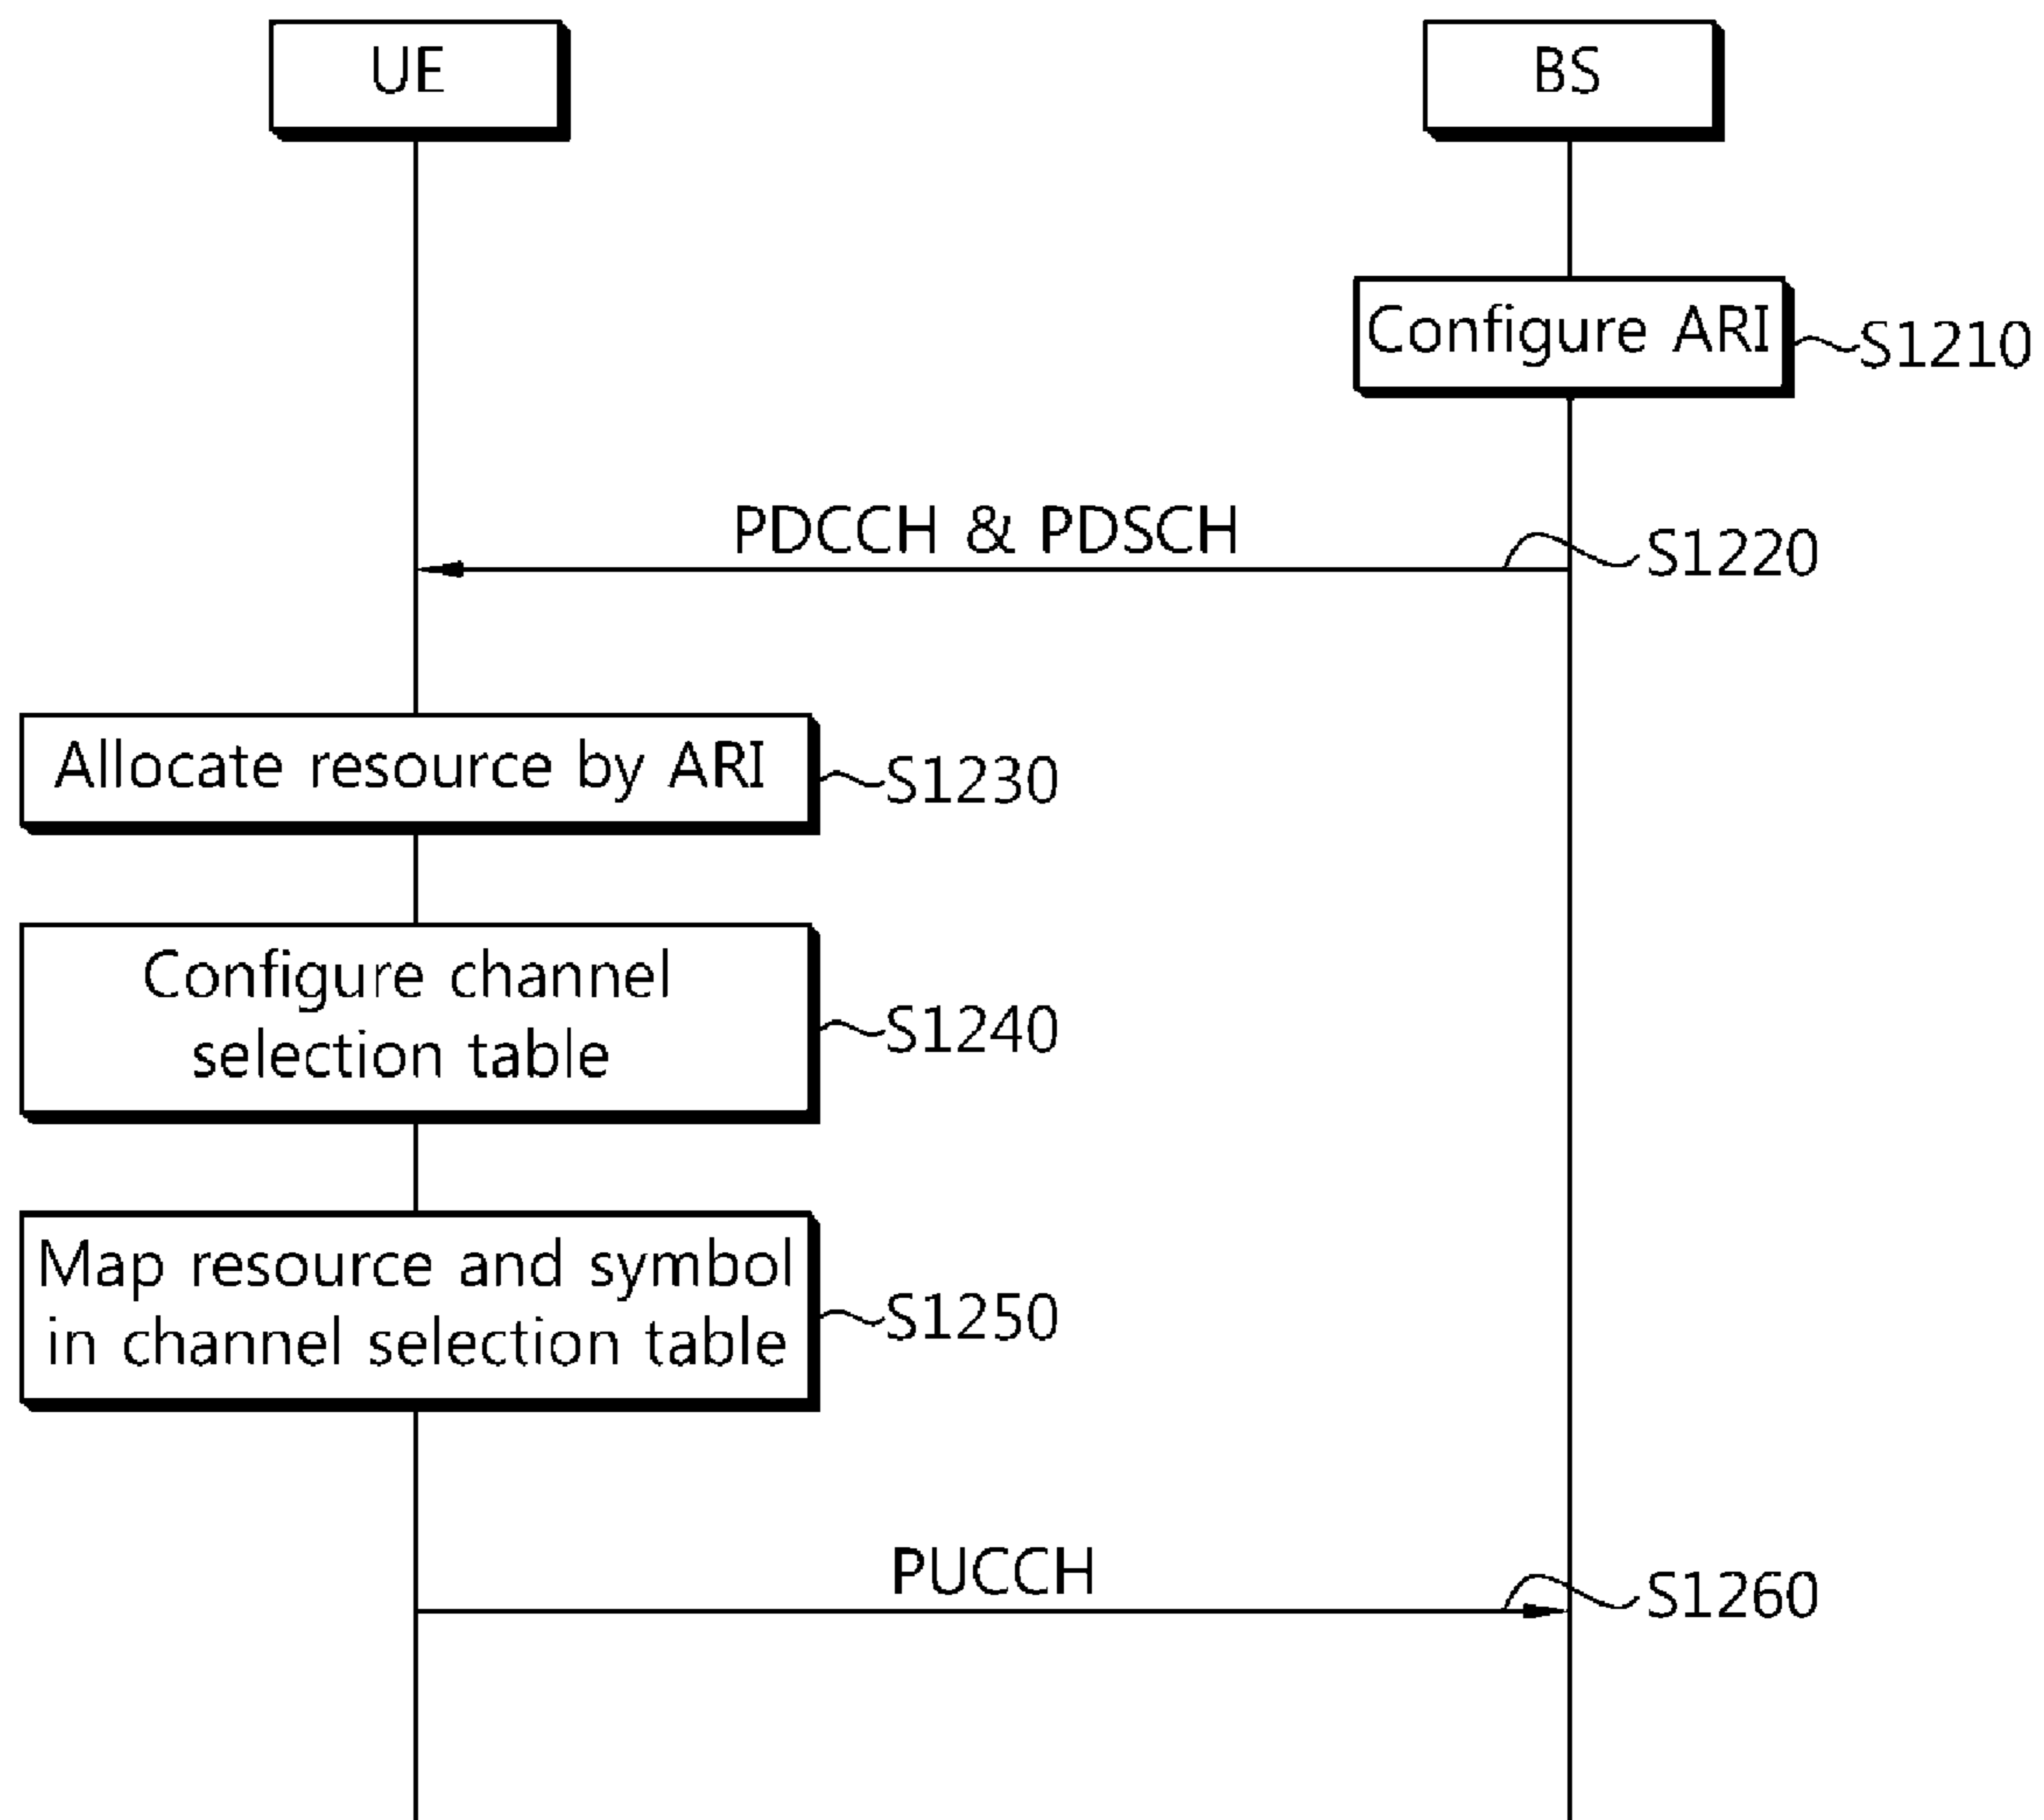 UE
BS
Configure ARI
S1210
PDCCH & PDSCH
S1220
Allocate resource by ARI
S1230
Configure channel
selection table
S1240
Map resource and symbol
in channel selection table
S1250
PUCCH
S1260